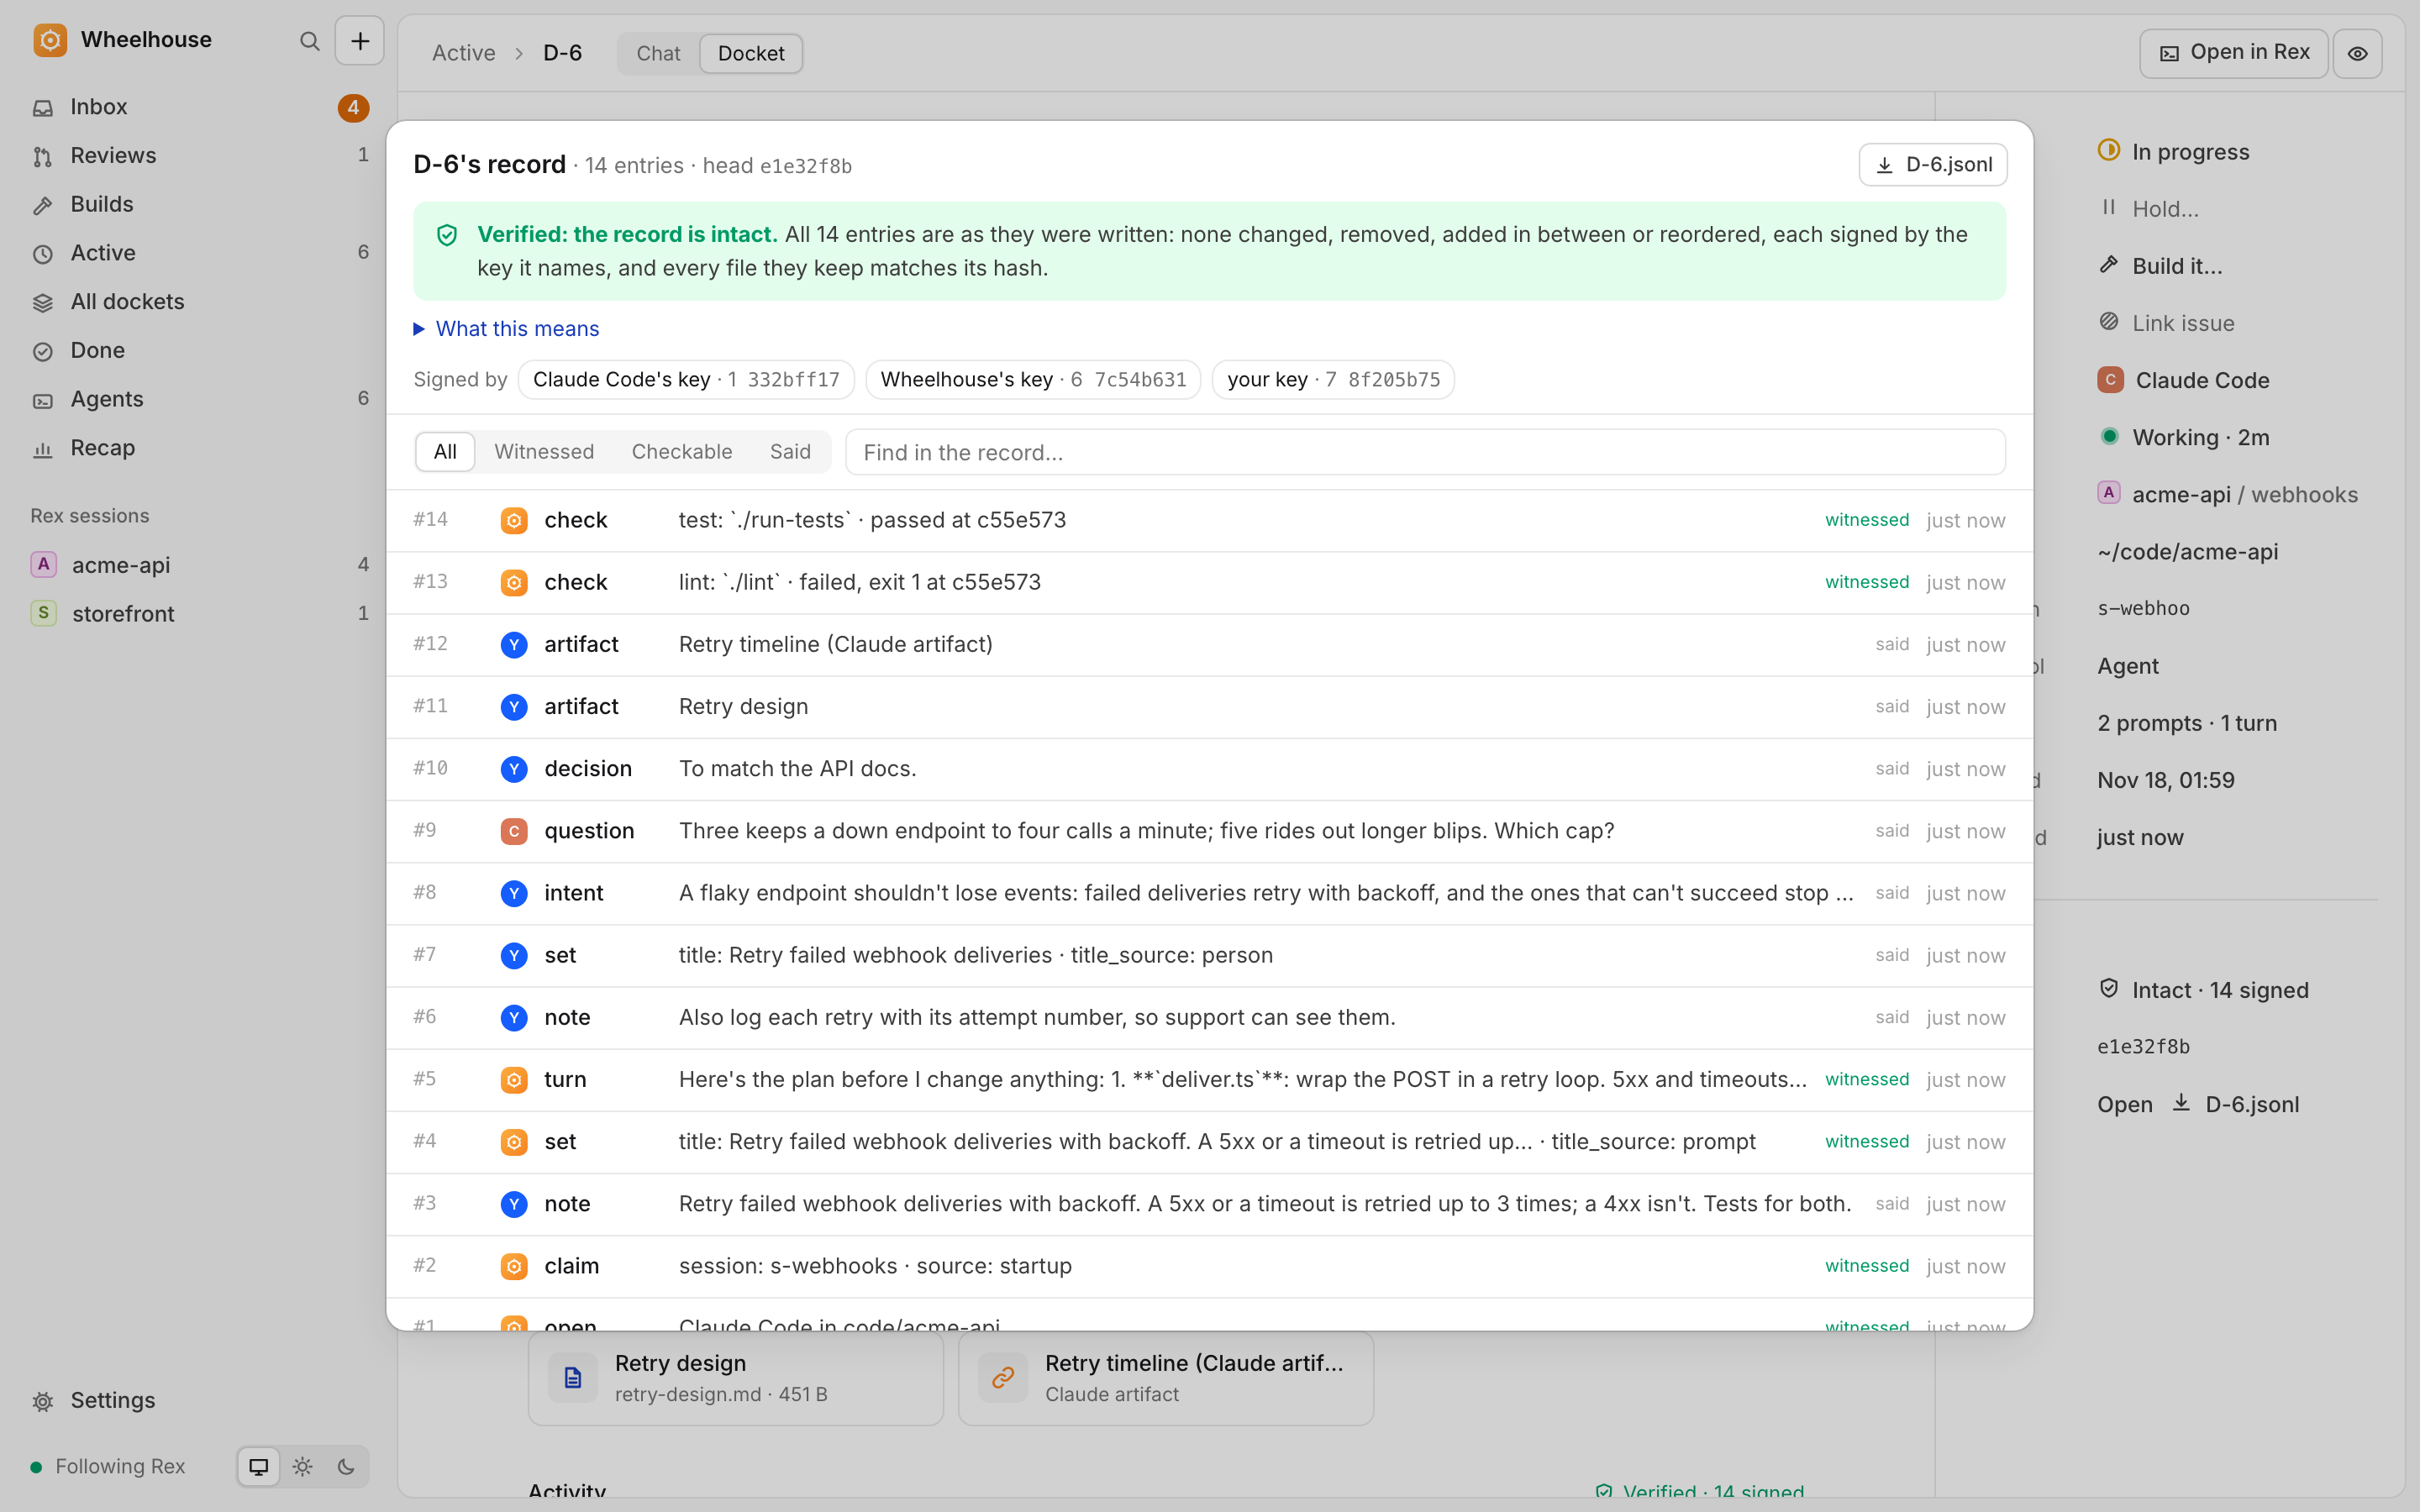 Wheelhouse
Inbox 4
Reviews 1
Builds
Active 6
All dockets
Done
Agents 6
Recap
Rex sessions
A acme-api 4
S storefront 1
Settings
Following Rex
Active › D-6 Chat Docket
Open in Rex
D-6's record · 14 entries · head e1e32f8b
D-6.jsonl
Verified: the record is intact. All 14 entries are as they were written: none changed, removed, added in between or reordered, each signed by the
key it names, and every file they keep matches its hash.
What this means
Signed by Claude Code's key · 1 332bff17 Wheelhouse's key · 6 7c54b631 your key · 7 8f205b75
All Witnessed Checkable Said Find in the record...
#14 check test: `./run-tests` · passed at c55e573 witnessed just now
#13 check lint: `./lint` · failed, exit 1 at c55e573 witnessed just now
#12 Y artifact Retry timeline (Claude artifact) said just now
#11 Y artifact Retry design said just now
#10 Y decision To match the API docs. said just now
#9 C question Three keeps a down endpoint to four calls a minute; five rides out longer blips. Which cap? said just now
#8 Y intent A flaky endpoint shouldn't lose events: failed deliveries retry with backoff, and the ones that can't succeed stop ... said just now
#7 Y set title: Retry failed webhook deliveries · title_source: person said just now
#6 Y note Also log each retry with its attempt number, so support can see them. said just now
#5 turn Here's the plan before I change anything: 1. **`deliver.ts`**: wrap the POST in a retry loop. 5xx and timeouts... witnessed just now
#4 set title: Retry failed webhook deliveries with backoff. A 5xx or a timeout is retried up... · title_source: prompt witnessed just now
#3 Y note Retry failed webhook deliveries with backoff. A 5xx or a timeout is retried up to 3 times; a 4xx isn't. Tests for both. said just now
#2 claim session: s-webhooks · source: startup witnessed just now
#1 open Claude Code in code/acme-api witnessed just now
Retry design
retry-design.md · 451 B
Retry timeline (Claude artif...
Claude artifact
Activity
Verified · 14 signed
In progress
Hold...
Build it...
Link issue
C Claude Code
Working · 2m
A acme-api / webhooks
~/code/acme-api
s-webhoo
Agent
2 prompts · 1 turn
Nov 18, 01:59
just now
Intact · 14 signed
e1e32f8b
Open D-6.jsonl